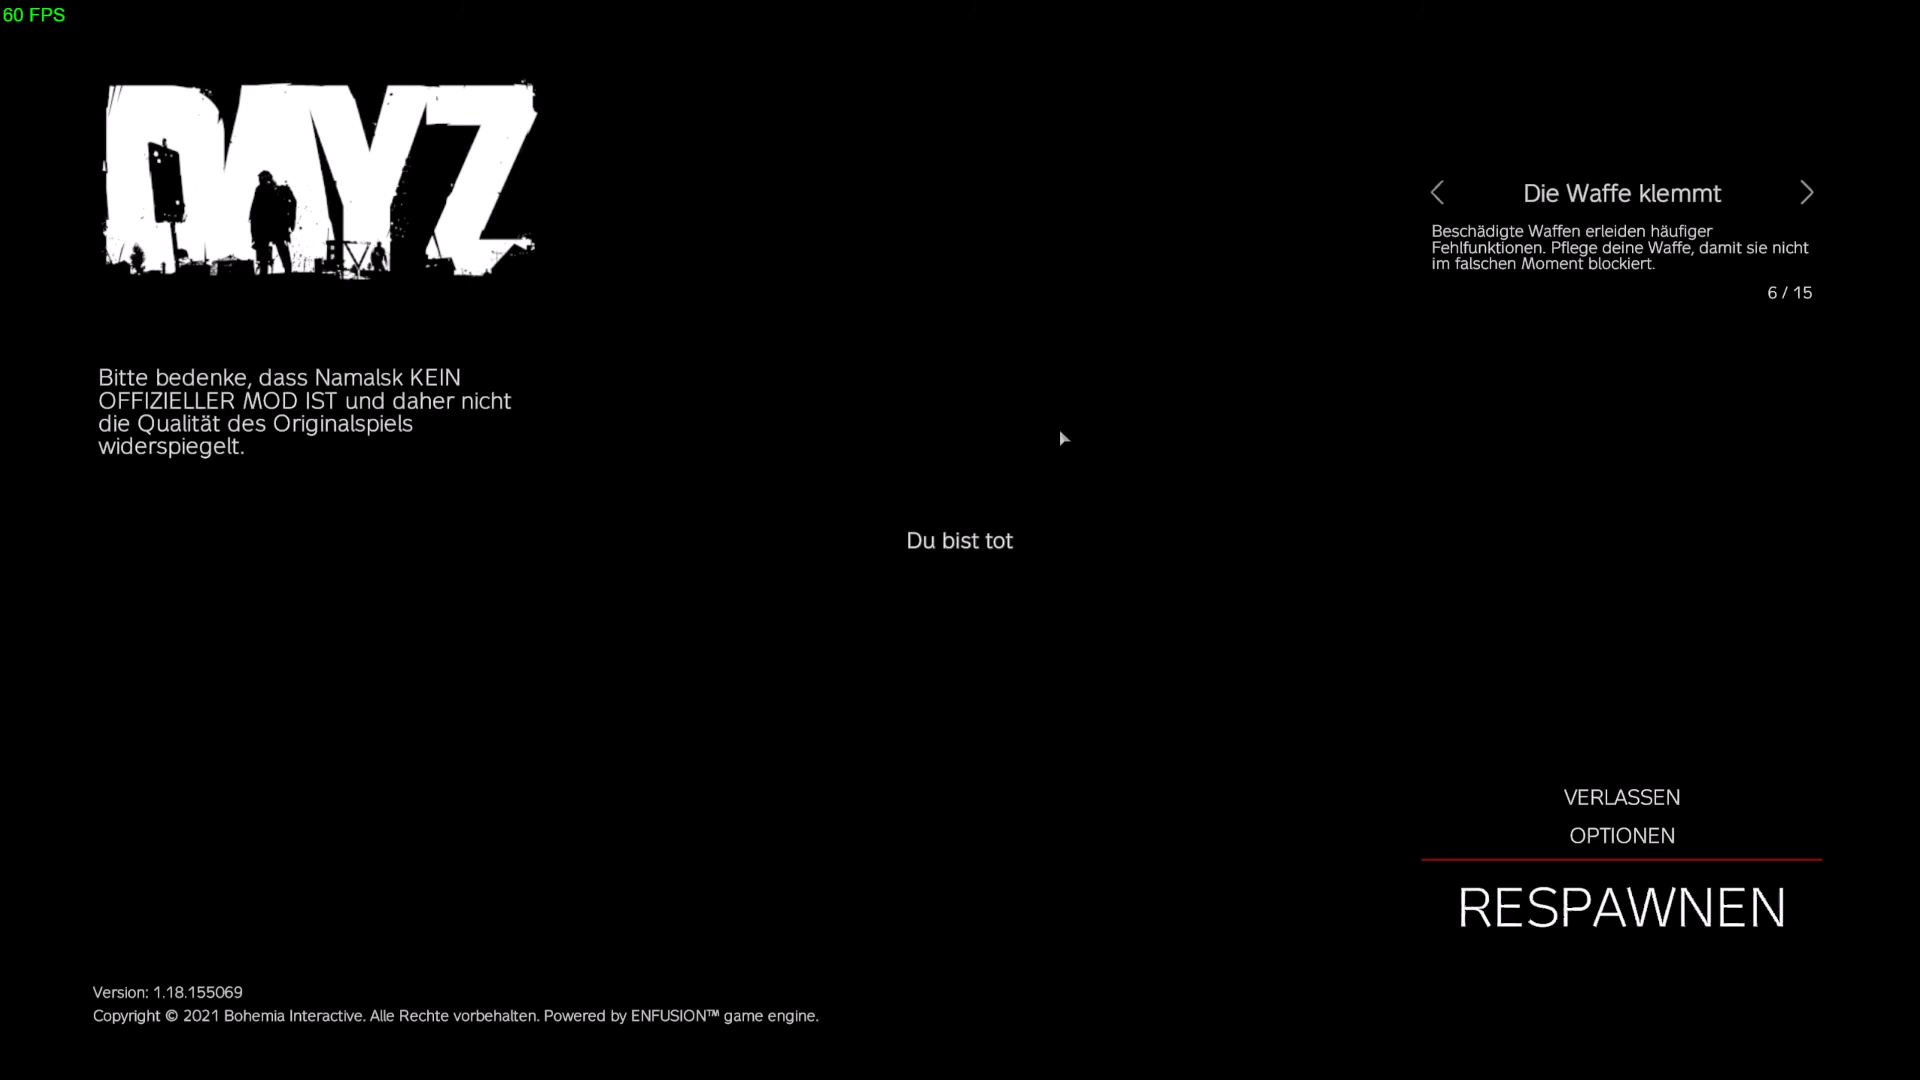 60 FPS
DAYZ
Die Waffe klemmt
Beschädigte Waffen erleiden häufiger
Fehlfunktionen. Pflege deine Waffe, damit sie nicht
im falschen Moment blockiert.
6 / 15
Bitte bedenke, dass Namalsk KEIN
OFFIZIELLER MOD IST und daher nicht
die Qualität des Originalspiels
widerspiegelt.
Du bist tot
VERLASSEN
OPTIONEN
RESPAWNEN
Version: 1.18.155069
Copyright © 2021 Bohemia Interactive. Alle Rechte vorbehalten. Powered by ENFUSION™ game engine.